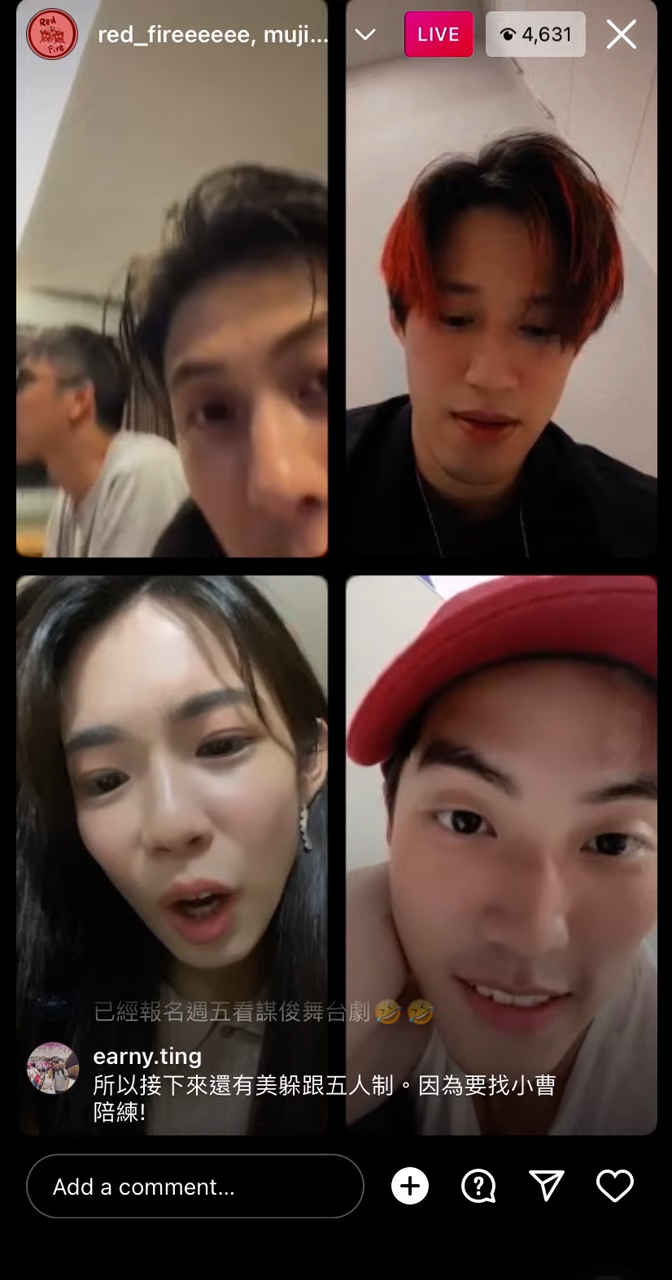 Red
Fire
red_fireeeeee, muji...
LIVE
4,631
已經報名週五看謀俊舞台劇🤣🤣
earny.ting
所以接下來還有美躲跟五人制。因為要找小曹
陪練!
Add a comment...